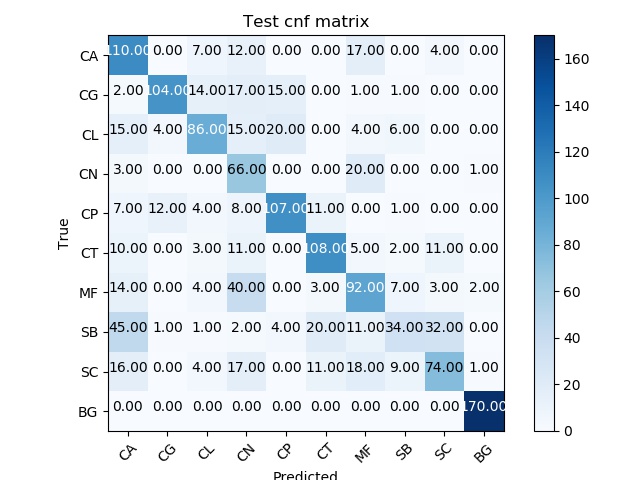 Test cnf matrix
CA 110.00 0.00 7.00 12.00 0.00 0.00 17.00 0.00 4.00 0.00
CG 2.00 104.00 14.00 17.00 15.00 0.00 1.00 1.00 0.00 0.00
CL 15.00 4.00 86.00 15.00 20.00 0.00 4.00 6.00 0.00 0.00
CN 3.00 0.00 0.00 66.00 0.00 0.00 20.00 0.00 0.00 1.00
CP 7.00 12.00 4.00 8.00 107.00 11.00 0.00 1.00 0.00 0.00
CT 10.00 0.00 3.00 11.00 0.00 108.00 5.00 2.00 11.00 0.00
MF 14.00 0.00 4.00 40.00 0.00 3.00 92.00 7.00 3.00 2.00
SB 45.00 1.00 1.00 2.00 4.00 20.00 11.00 34.00 32.00 0.00
SC 16.00 0.00 4.00 17.00 0.00 11.00 18.00 9.00 74.00 1.00
BG 0.00 0.00 0.00 0.00 0.00 0.00 0.00 0.00 0.00 170.00
CA CG CL CN CP CT MF SB SC BG
True
Predicted
160
140
120
100
80
60
40
20
0